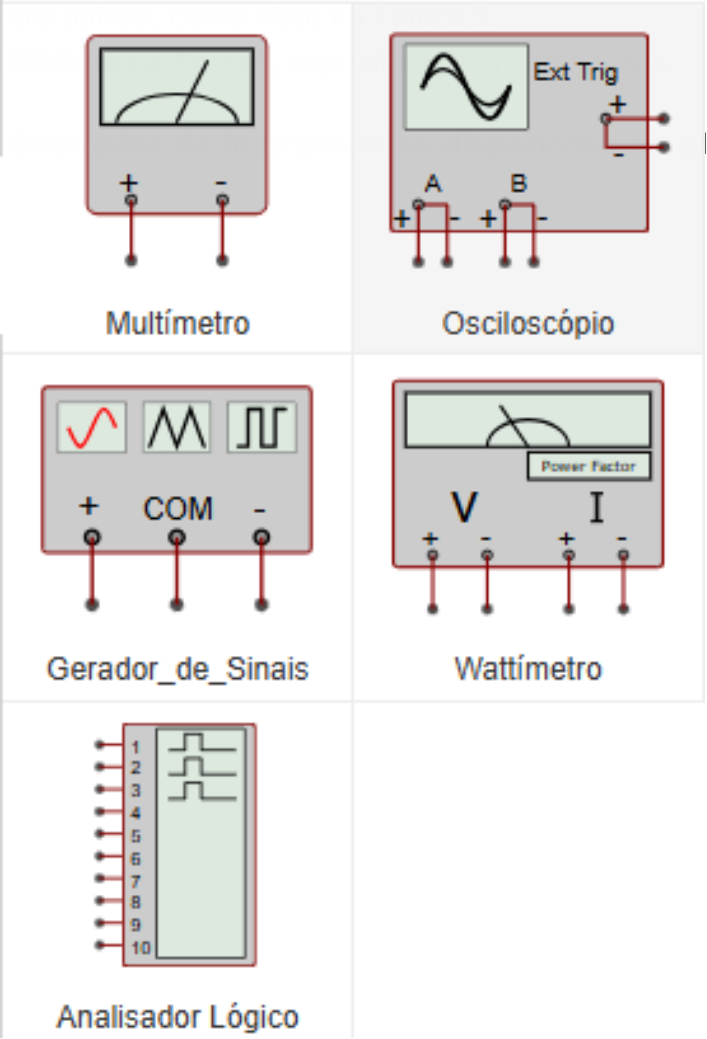 + -
Multímetro
Ext Trig
+
-
A B
+ - + -
Osciloscópio
+ COM -
Gerador_de_Sinais
Power Factor
V I
+ - + -
Wattímetro
1
2
3
4
5
6
7
8
9
10
Analisador Lógico